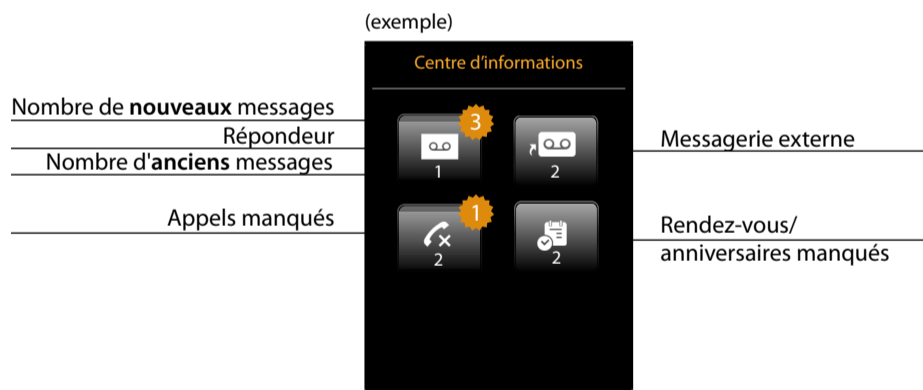 (exemple)
Centre d'informations
Nombre de nouveaux messages
3
Répondeur
Messagerie externe
Nombre d'anciens messages
1
2
Appels manqués
1
Rendez-vous/
anniversaires manqués
2
2